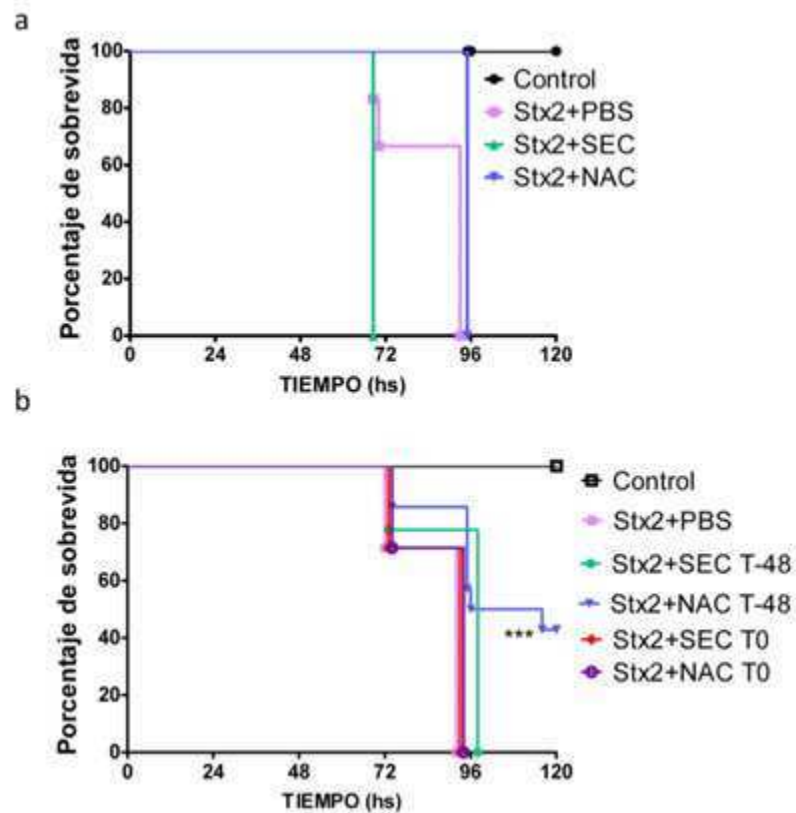 a
Porcentaje de sobrevida
100
80
60
40
20
0
0 24 48 72 96 120
TIEMPO (hs)
Control
Stx2+PBS
Stx2+SEC
Stx2+NAC
b
Porcentaje de sobrevida
100
80
60
40
20
0
***
0 24 48 72 96 120
TIEMPO (hs)
Control
Stx2+PBS
Stx2+SEC T-48
Stx2+NAC T-48
Stx2+SEC T0
Stx2+NAC T0